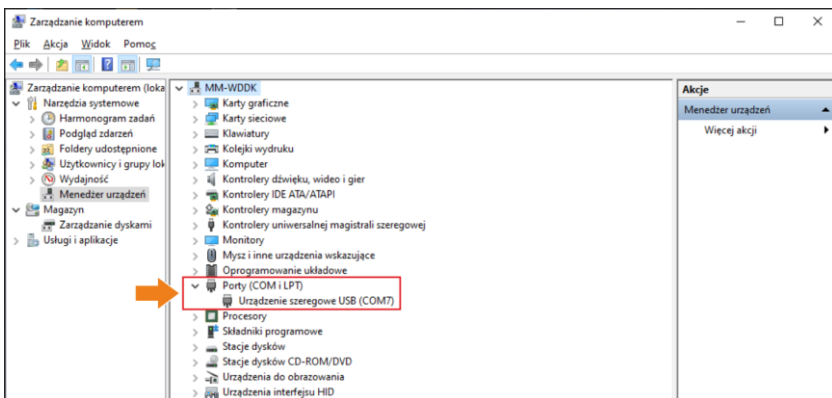 Zarządzanie komputerem
Plik Akcja Widok Pomoc
Zarządzanie komputerem (loka
Narzędzia systemowe
Harmonogram zadań
Podgląd zdarzeń
Foldery udostępnione
Użytkownicy i grupy lok
Wydajność
Menedżer urządzeń
Magazyn
Zarządzanie dyskami
Usługi i aplikacje
MM-WDDK
Karty graficzne
Karty sieciowe
Klawiatury
Kolejki wydruku
Komputer
Kontrolery dźwięku, wideo i gier
Kontrolery IDE ATA/ATAPI
Kontrolery magazynu
Kontrolery uniwersalnej magistrali szeregowej
Monitory
Mysz i inne urządzenia wskazujące
Oprogramowanie układowe
Porty (COM i LPT)
Urządzenie szeregowe USB (COM7)
Procesory
Składniki programowe
Stacje dysków
Stacje dysków CD-ROM/DVD
Urządzenia do obrazowania
Urządzenia interfejsu HID
Akcje
Menedżer urządzeń
Więcej akcji